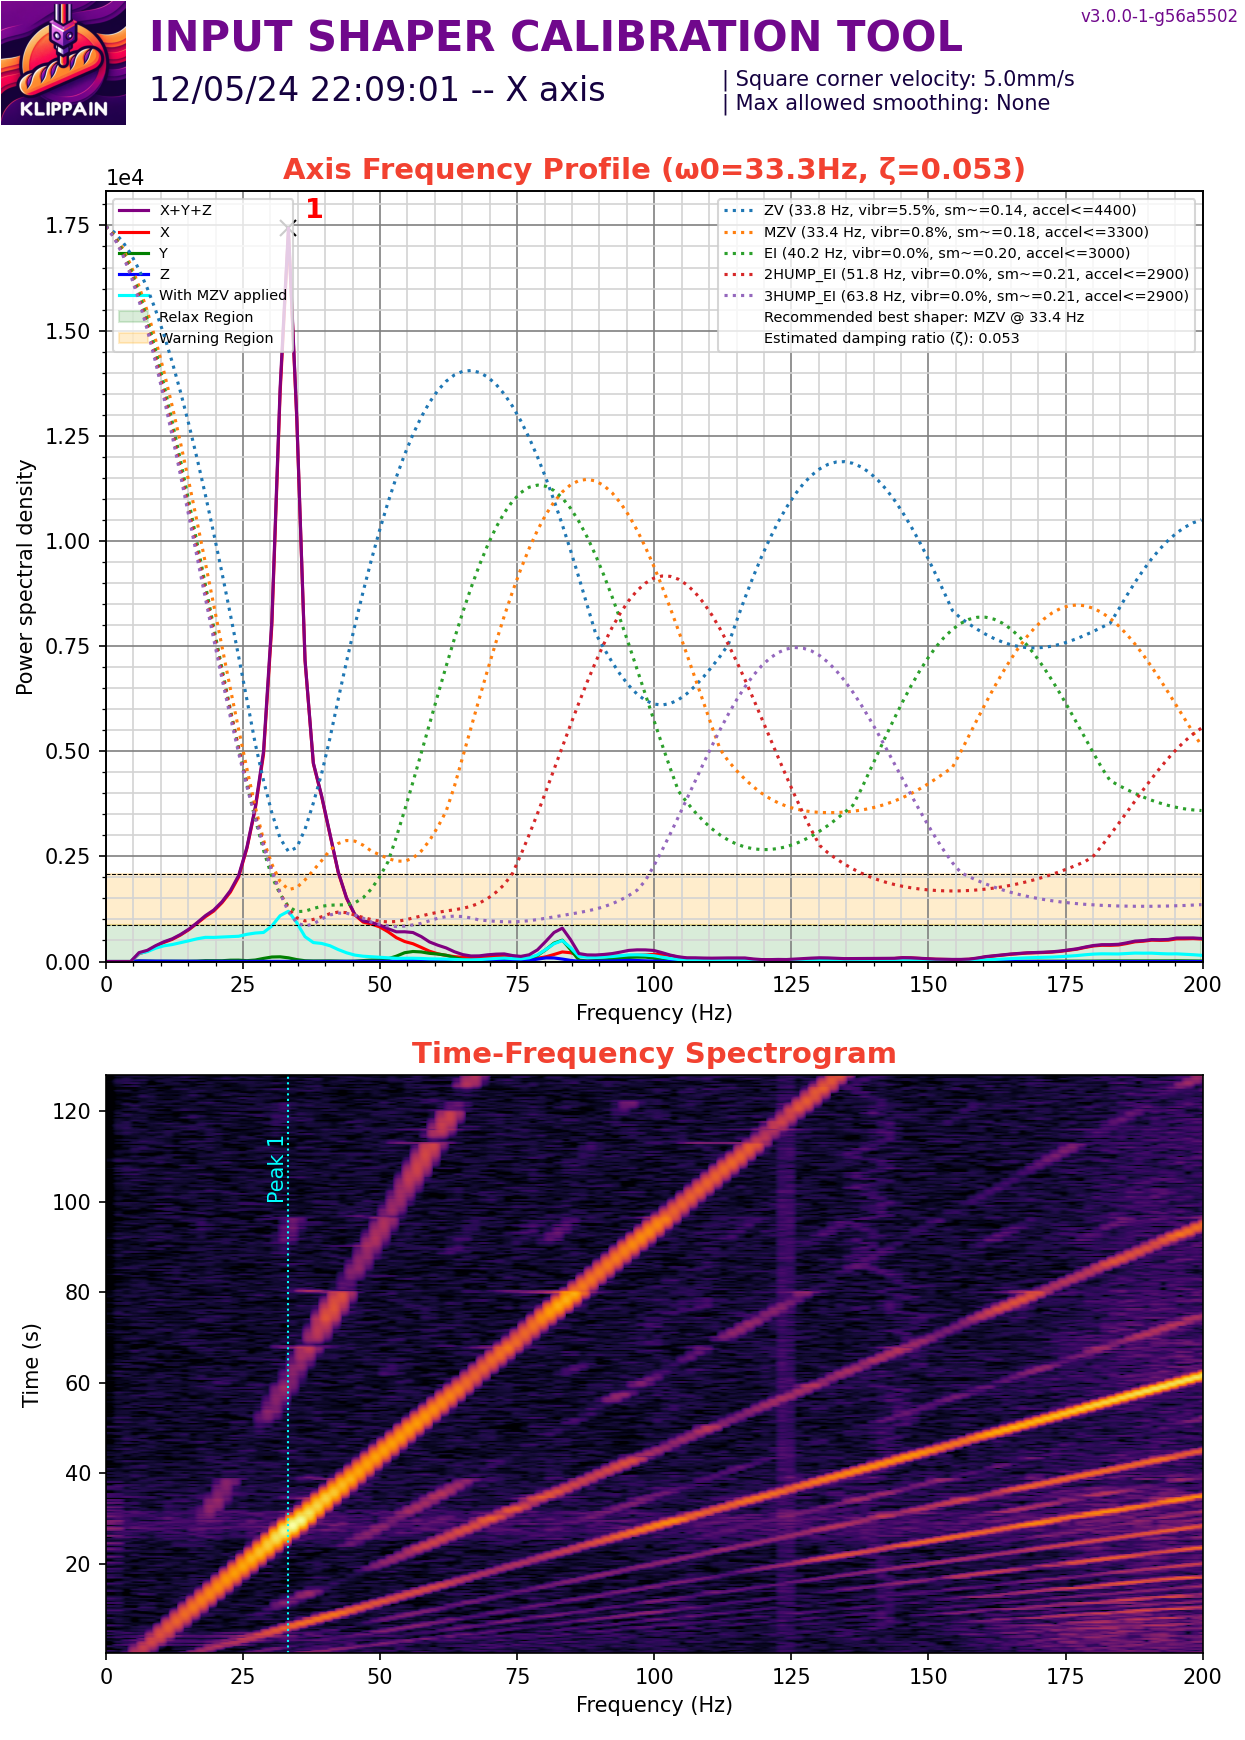 INPUT SHAPER CALIBRATION TOOL
v3.0.0-1-g56a5502
KLIPPAIN
12/05/24 22:09:01 -- X axis
| Square corner velocity: 5.0mm/s
| Max allowed smoothing: None
Axis Frequency Profile (ω0=33.3Hz, ζ=0.053)
1e4
1
X+Y+Z
X
Y
Z
With MZV applied
Relax Region
Warning Region
ZV (33.8 Hz, vibr=5.5%, sm~=0.14, accel<=4400)
MZV (33.4 Hz, vibr=0.8%, sm~=0.18, accel<=3300)
EI (40.2 Hz, vibr=0.0%, sm~=0.20, accel<=3000)
2HUMP_EI (51.8 Hz, vibr=0.0%, sm~=0.21, accel<=2900)
3HUMP_EI (63.8 Hz, vibr=0.0%, sm~=0.21, accel<=2900)
Recommended best shaper: MZV @ 33.4 Hz
Estimated damping ratio (ζ): 0.053
Power spectral density
1.75
1.50
1.25
1.00
0.75
0.50
0.25
0.00
0 25 50 75 100 125 150 175 200
Frequency (Hz)
Time-Frequency Spectrogram
Peak 1
Time (s)
120
100
80
60
40
20
0 25 50 75 100 125 150 175 200
Frequency (Hz)